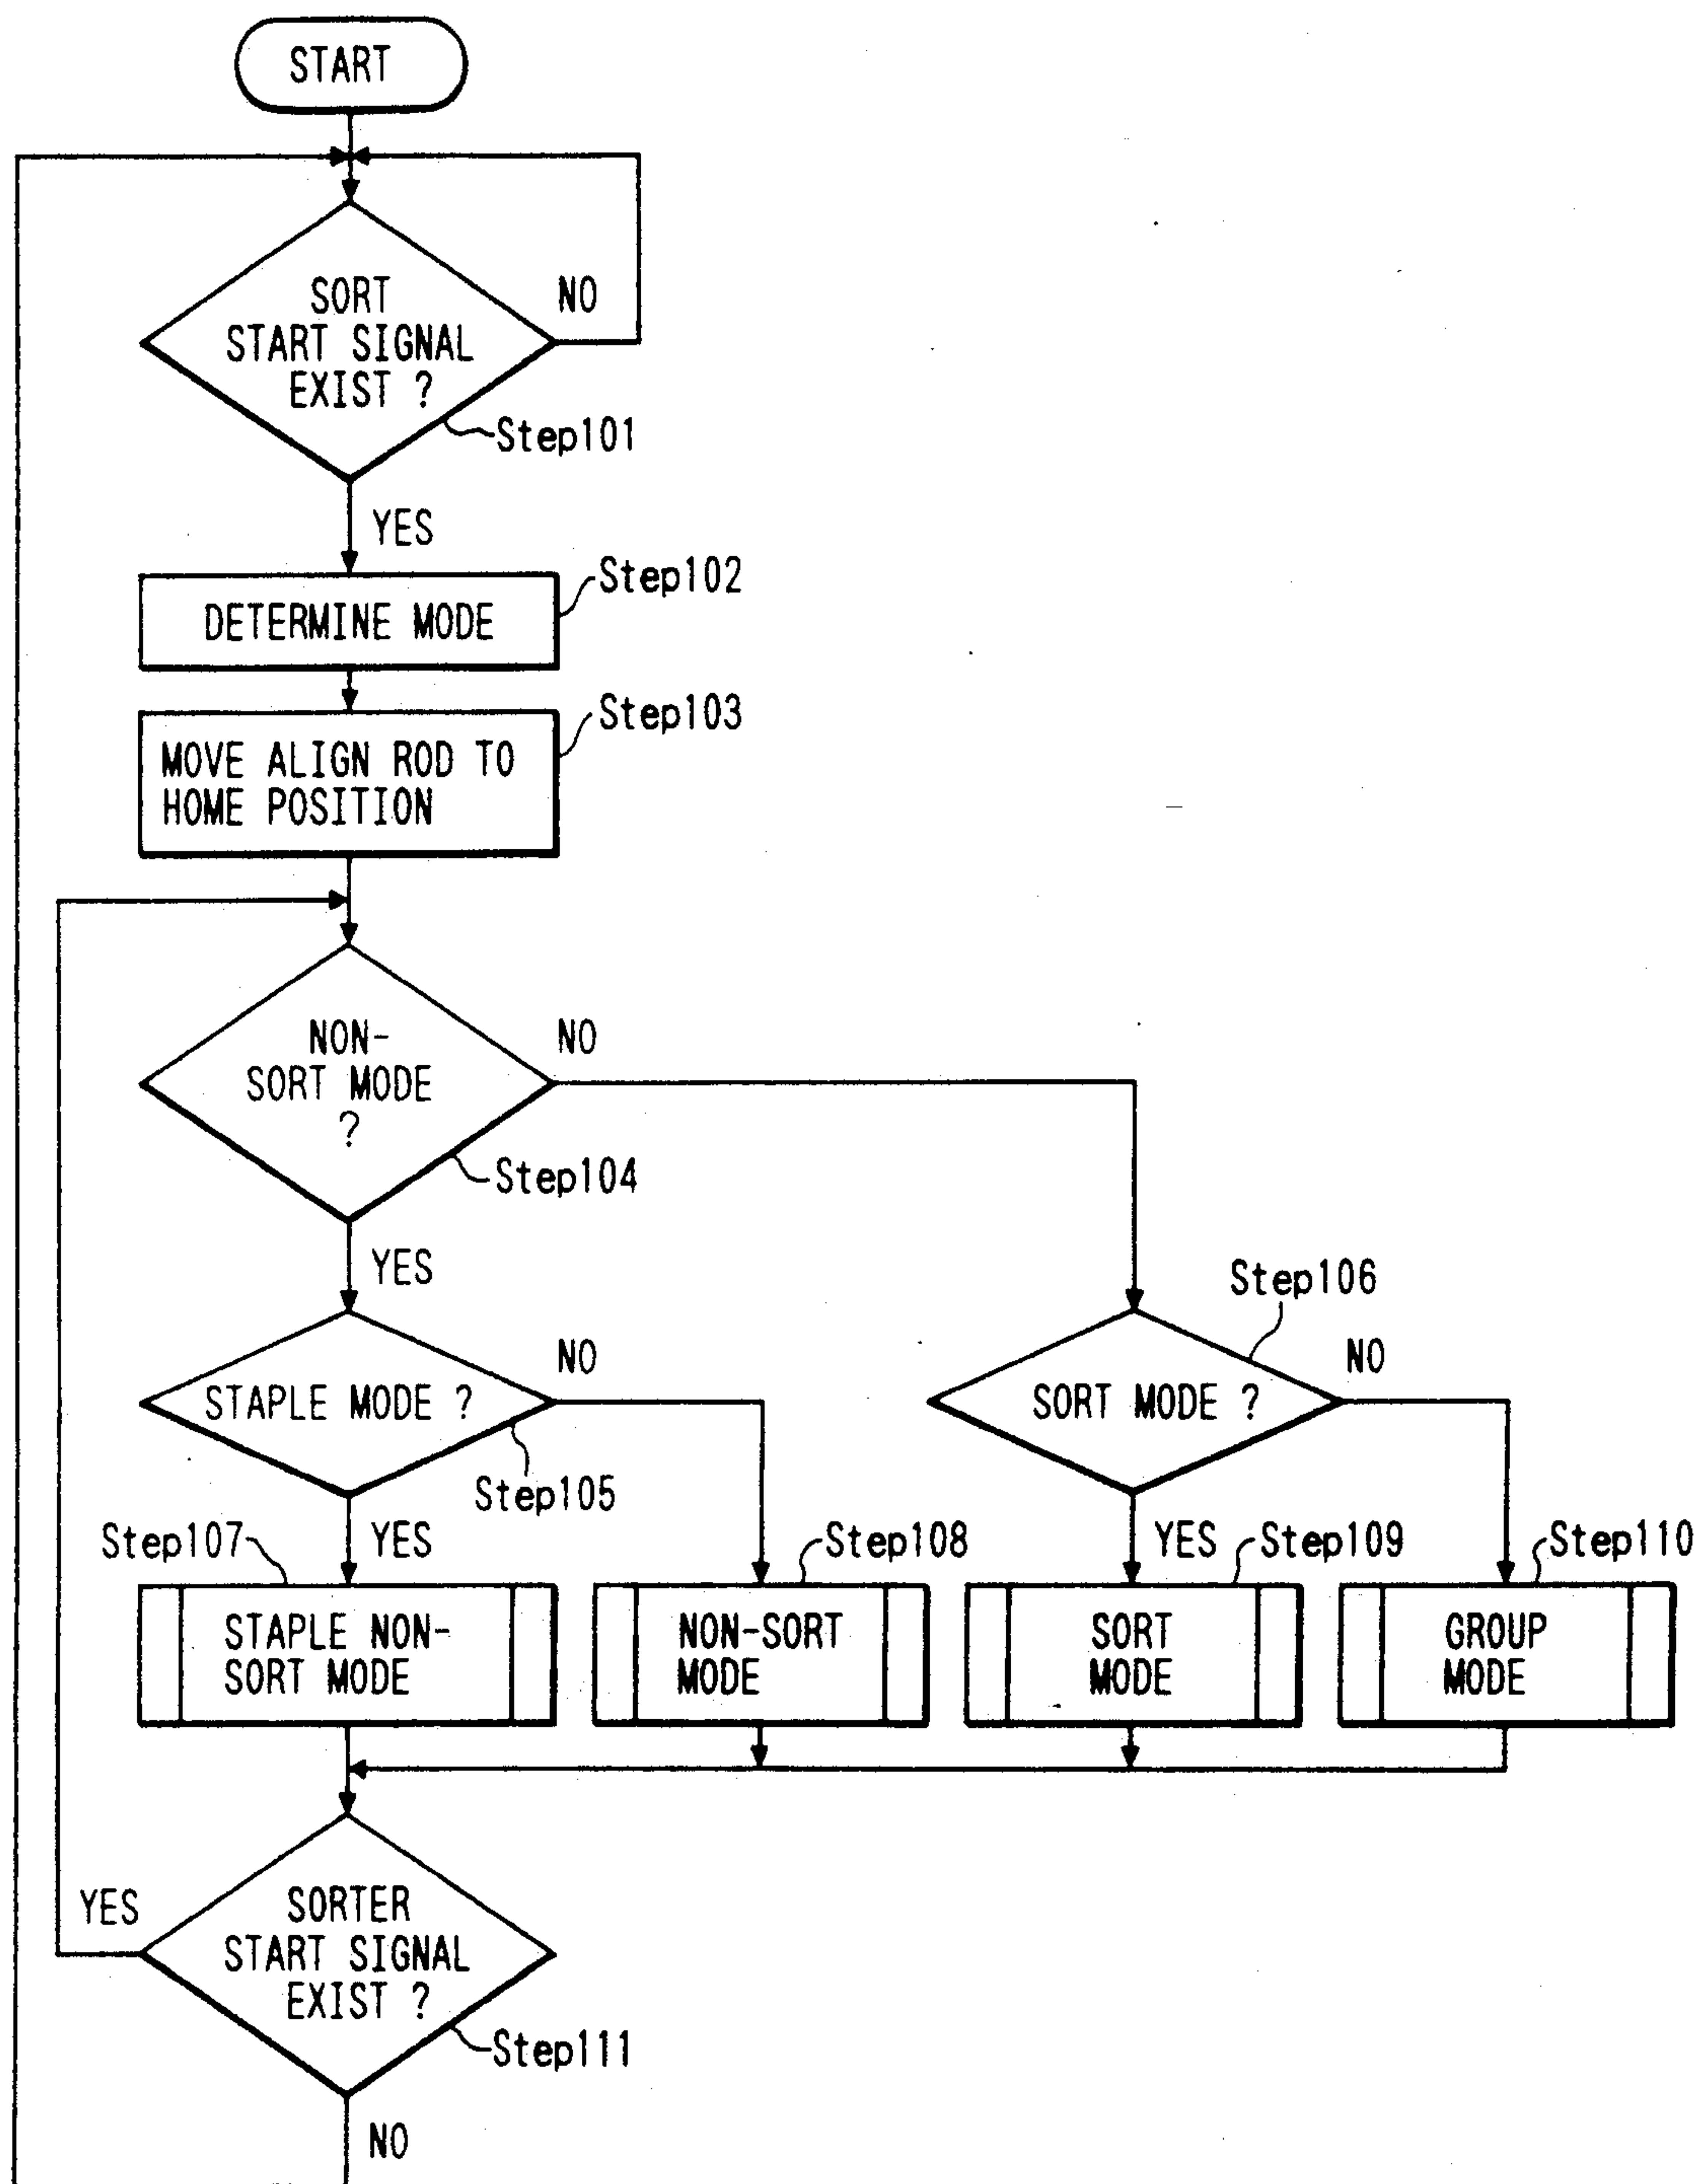 START
SORT
START SIGNAL
EXIST ?
NO
Step101
YES
DETERMINE MODE
Step102
MOVE ALIGN ROD TO
HOME POSITION
Step103
NON-
SORT MODE
?
NO
Step104
YES
STAPLE MODE ?
NO
Step105
Step106
SORT MODE ?
NO
YES
YES
Step107
STAPLE NON-
SORT MODE
Step108
NON-SORT
MODE
Step109
SORT
MODE
Step110
GROUP
MODE
SORTER
START SIGNAL
EXIST ?
YES
Step111
NO